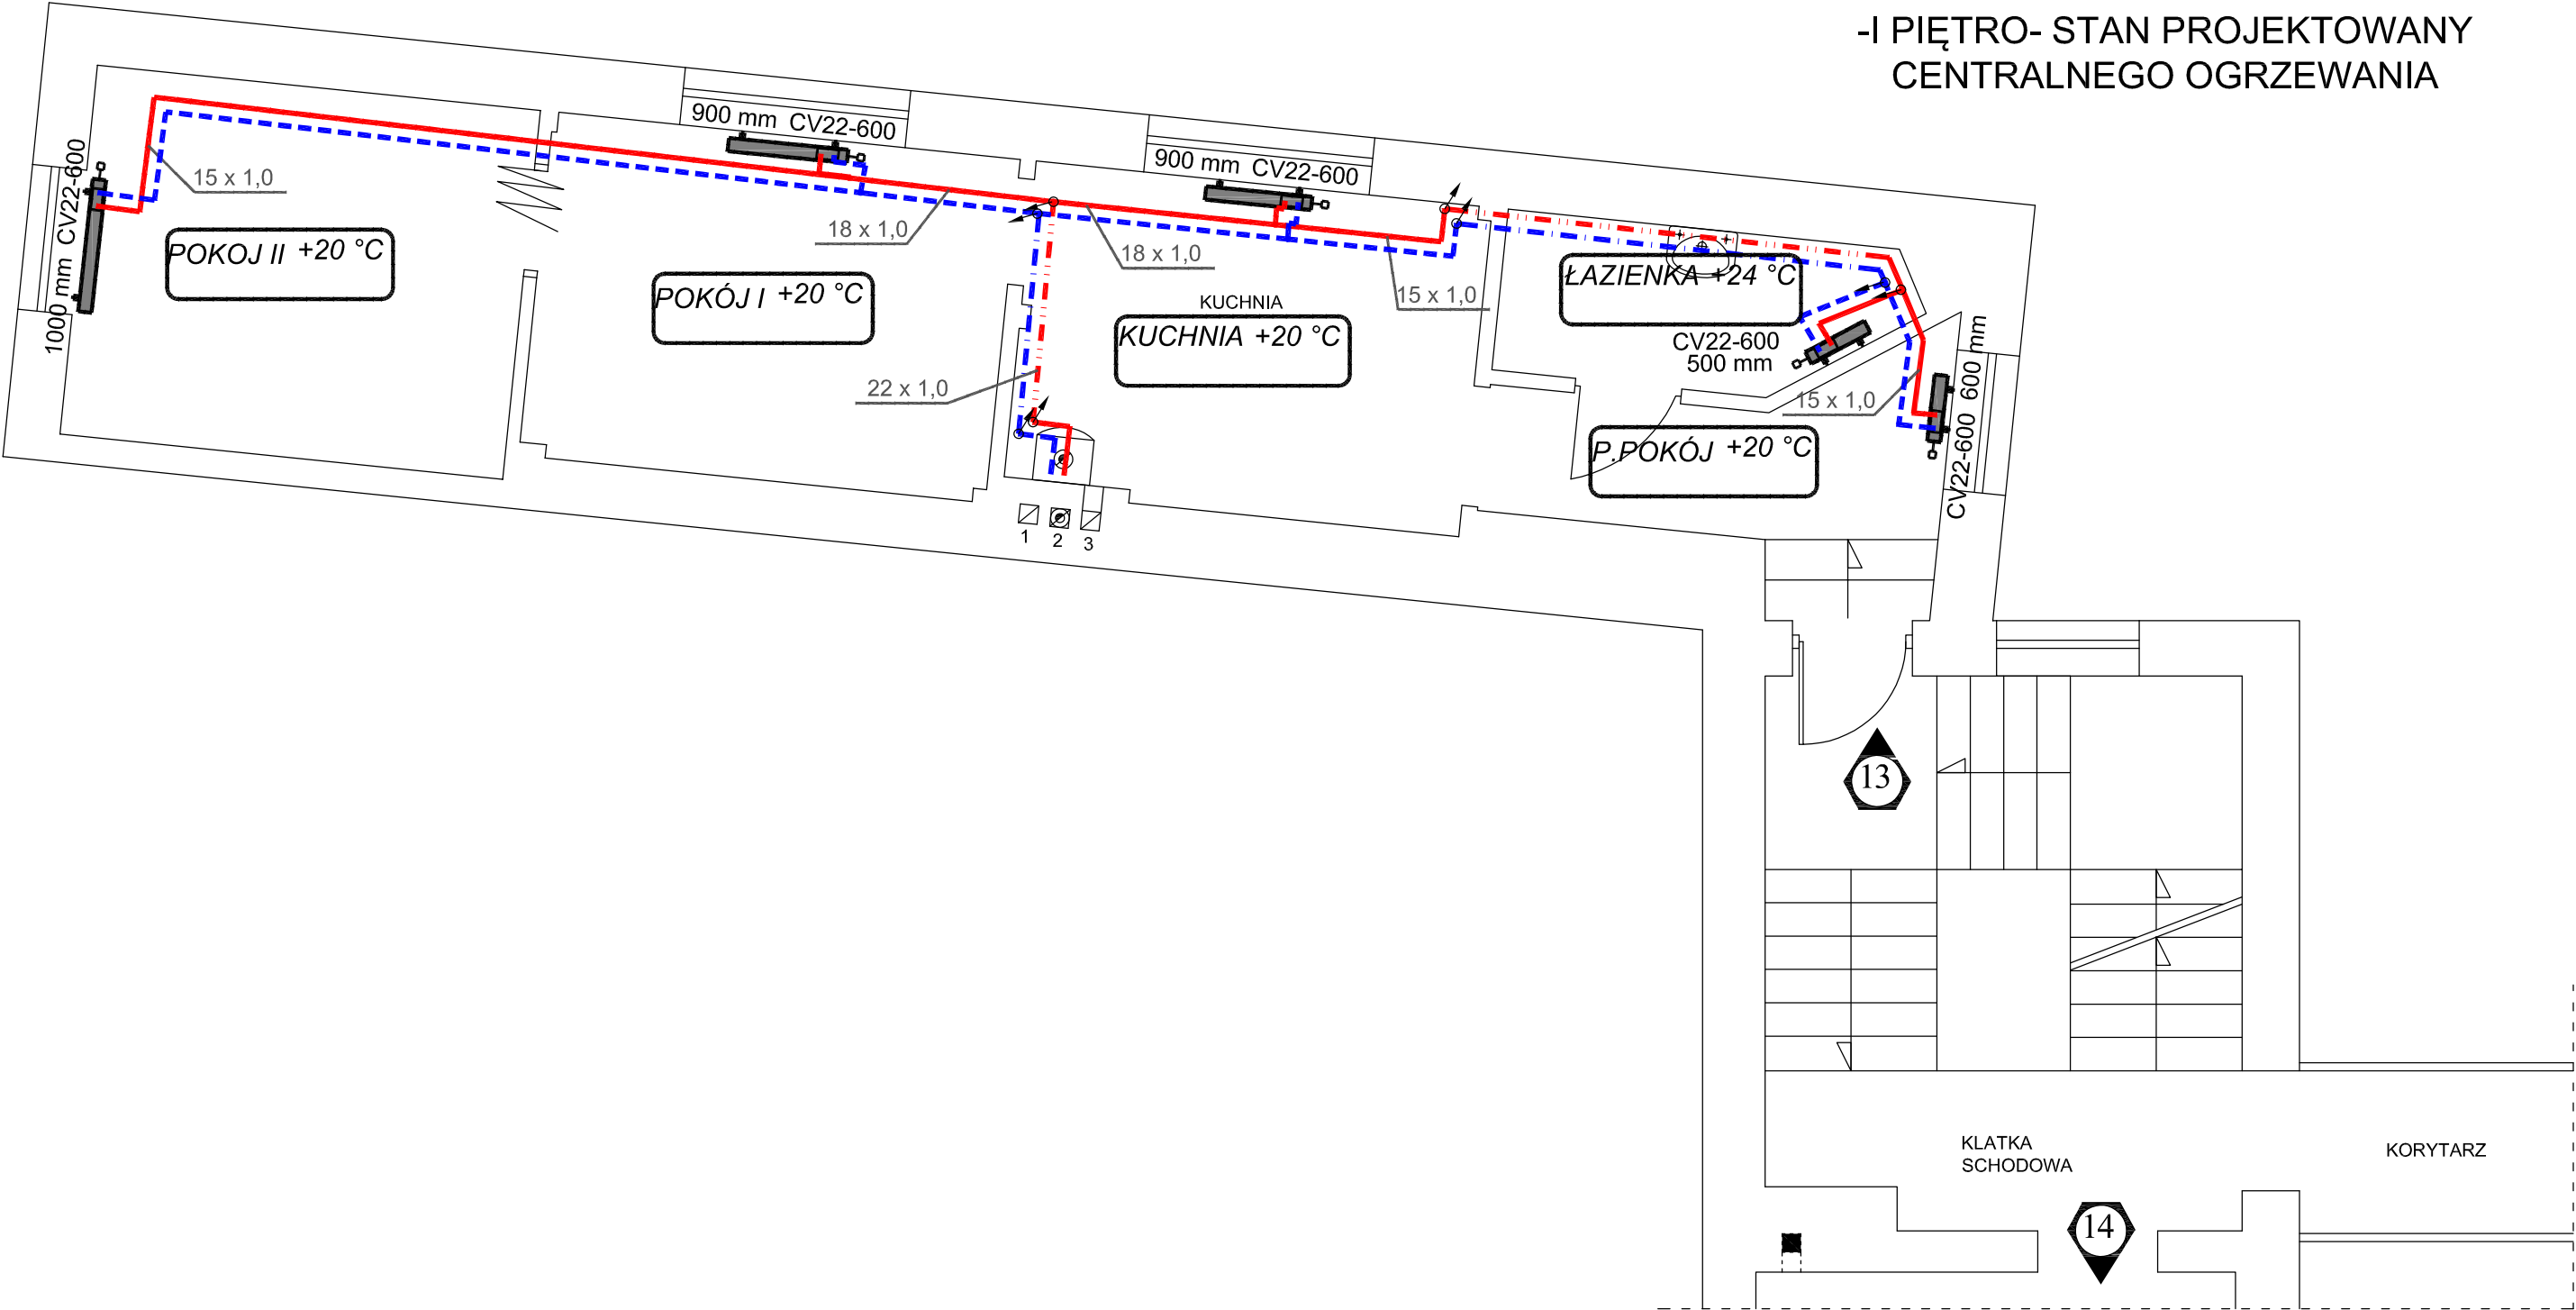 -I PIĘTRO- STAN PROJEKTOWANY
CENTRALNEGO OGRZEWANIA
900 mm CV22-600
900 mm CV22-600
1000 mm CV22-600
15 x 1,0
POKOJ II +20 °C
18 x 1,0
POKÓJ I +20 °C
18 x 1,0
22 x 1,0
KUCHNIA
KUCHNIA +20 °C
15 x 1,0
ŁAZIENKA +24 °C
CV22-600
500 mm
15 x 1,0
CV22-600 600 mm
P.POKÓJ +20 °C
1
2
3
13
KLATKA
SCHODOWA
KORYTARZ
14